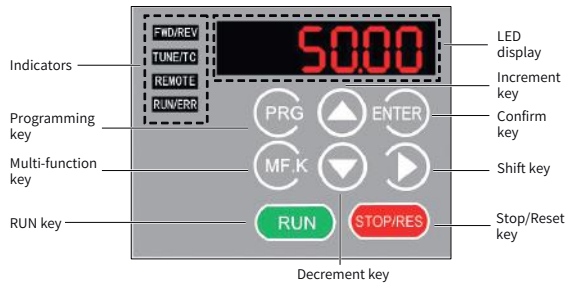 FWD/REV
TUNE/TC
REMOTE
RUN/ERR
50.00
PRG
ENTER
MF.K
RUN
STOP/RES
Indicators
Programming
key
Multi-function
key
RUN key
LED
display
Increment
key
Confirm
key
Shift key
Stop/Reset
key
Decrement key